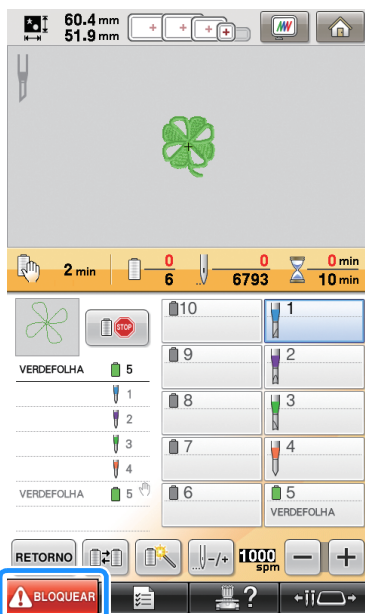 60.4 mm
51.9 mm
2 min
0
6
0
6793
0 min
10 min
STOP
VERDEFOLHA 5
1
2
3
4
VERDEFOLHA 5
10
1
9
2
8
3
7
4
6
5
VERDEFOLHA
RETORNO
-/+
1000
spm
−
+
BLOQUEAR
?